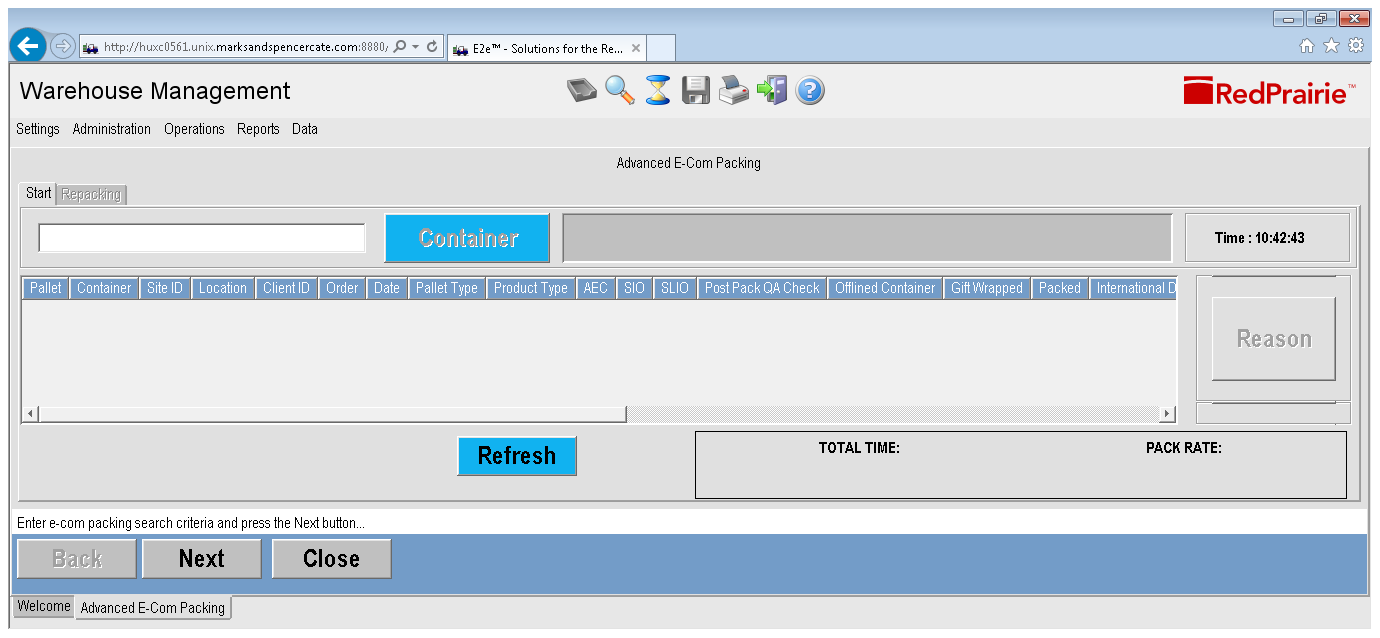 http://huxc0561.unix.marksandspencercate.com:8880/
E2e™ - Solutions for the Re...
Warehouse Management
RedPrairie™
Settings Administration Operations Reports Data
Advanced E-Com Packing
Start Repacking
Container
Time : 10:42:43
Pallet Container Site ID Location Client ID Order Date Pallet Type Product Type AEC SIO SLIO Post Pack QA Check Offlined Container Gift Wrapped Packed International D
Reason
Refresh
TOTAL TIME: PACK RATE:
Enter e-com packing search criteria and press the Next button...
Back Next Close
Welcome Advanced E-Com Packing